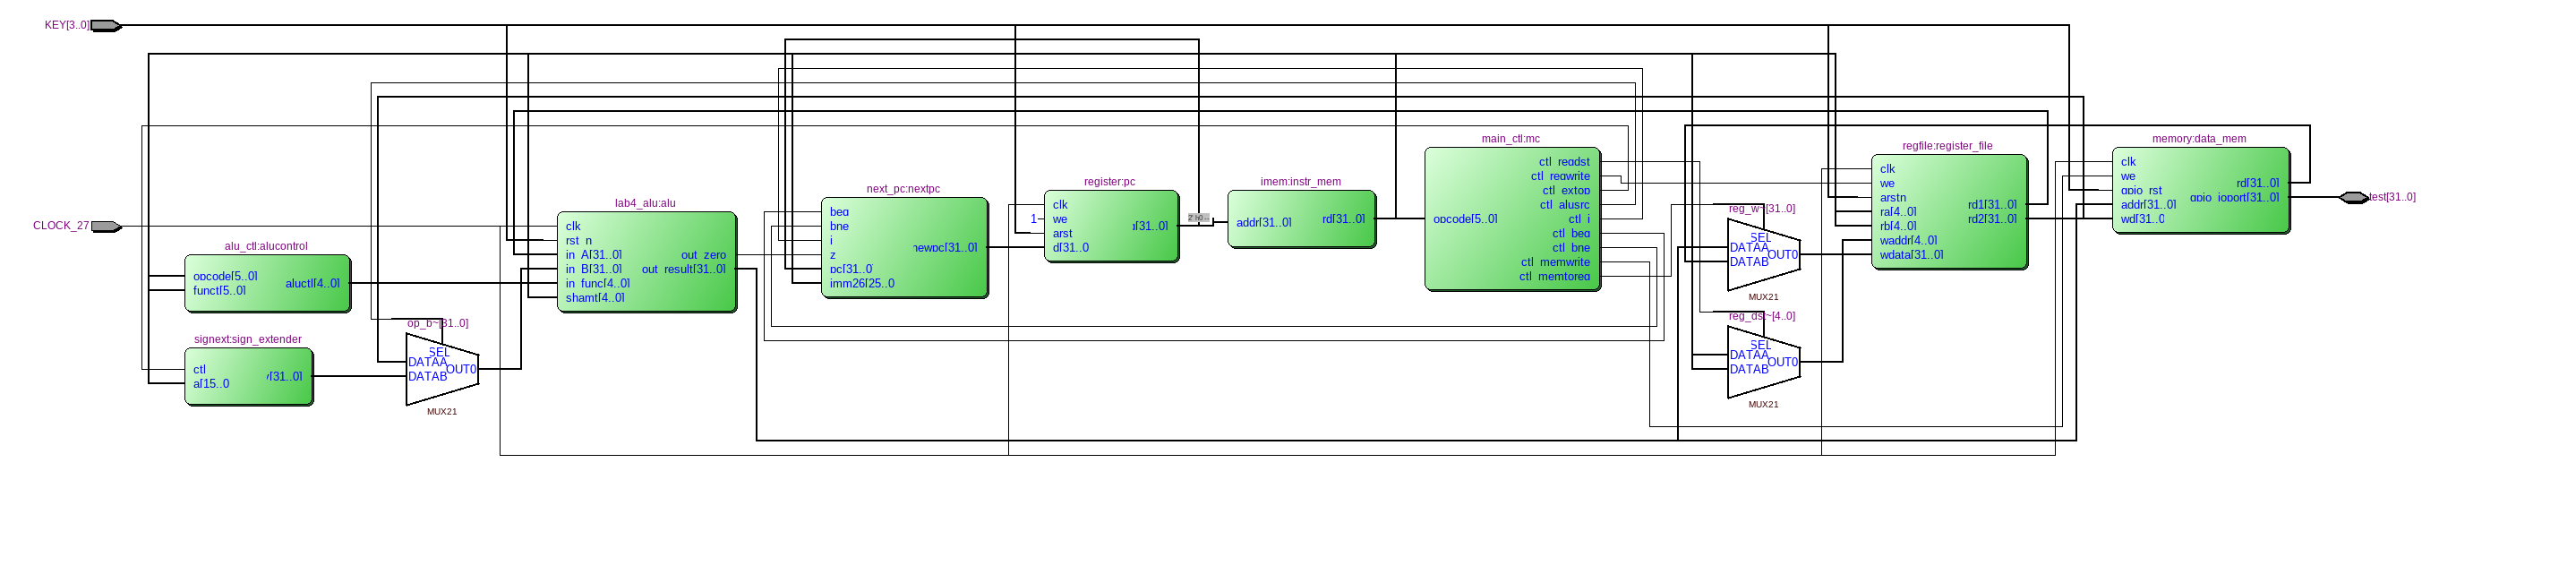 KEY[3..0]
CLOCK_27
alu_ctl:alucontrol
opcode[5..0]
funct[5..0]
aluctl[4..0]
signext:sign_extender
ctl
a[15..0
[31..0]
op_b~[31..0]
SEL
DATAA
DATAB
OUT0
MUX21
lab4_alu:alu
clk
rst_n
in_A[31..0]
in_B[31..0]
in_func[4..0]
shamt[4..0]
out_zero
out_result[31..0]
next_pc:nextpc
beq
bne
i
z
pc[31..0]
imm26[25..0
newpc[31..0]
register:pc
clk
1
we
arst
d[31..0
[31..0]
imem:instr_mem
addr[31..0]
rd[31..0]
main_ctl:mc
opcode[5..0]
ctl_regdst
ctl_regwrite
ctl_extop
ctl_alusrc
ctl_j
ctl_beq
ctl_bne
ctl_memwrite
ctl_memtoreg
reg_w~[31..0]
SEL
DATAA
DATAB
OUT0
MUX21
reg_ds~[4..0]
SEL
DATAA
DATAB
OUT0
MUX21
regfile:register_file
clk
we
arstn
ra[4..0]
rb[4..0]
waddr[4..0]
wdata[31..0]
rd1[31..0]
rd2[31..0]
memory:data_mem
clk
we
gpio_rst
addr[31..0]
wd[31..0
rd[31..0]
gpio_ioport[31..0]
test[31..0]